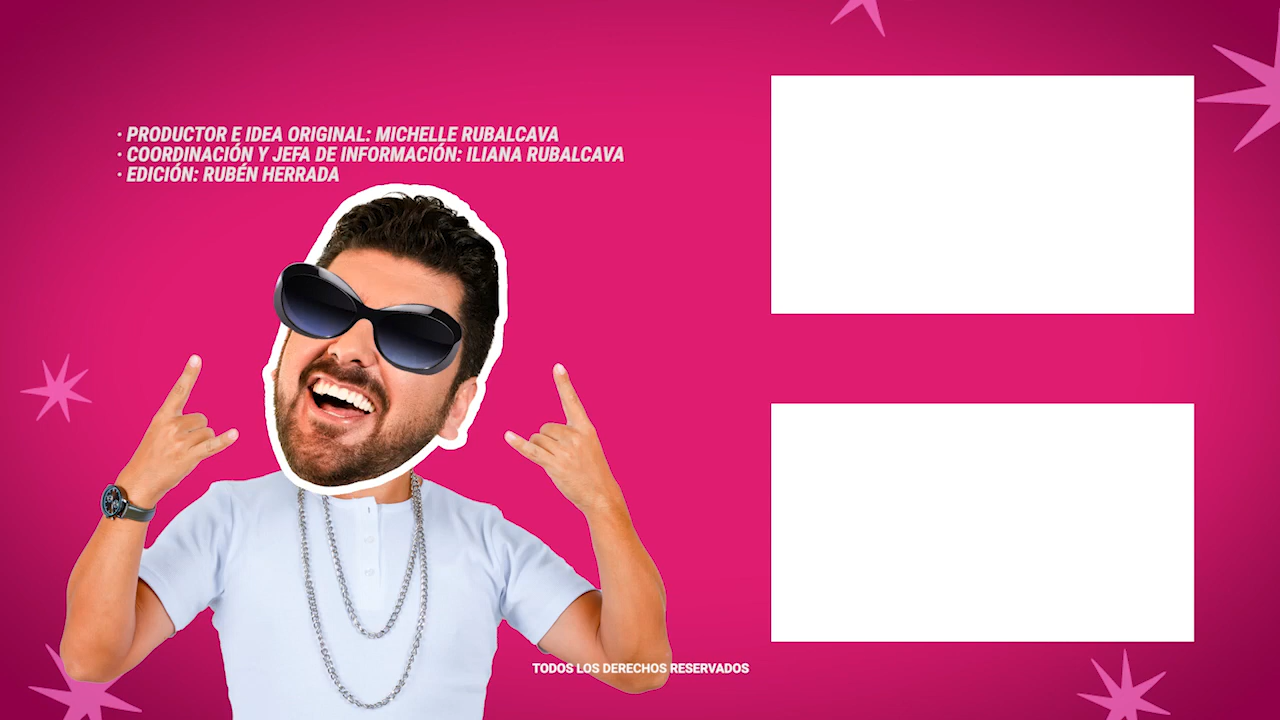 · PRODUCTOR E IDEA ORIGINAL: MICHELLE RUBALCAVA
· COORDINACIÓN Y JEFA DE INFORMACIÓN: ILIANA RUBALCAVA
· EDICIÓN: RUBÉN HERRADA
TODOS LOS DERECHOS RESERVADOS